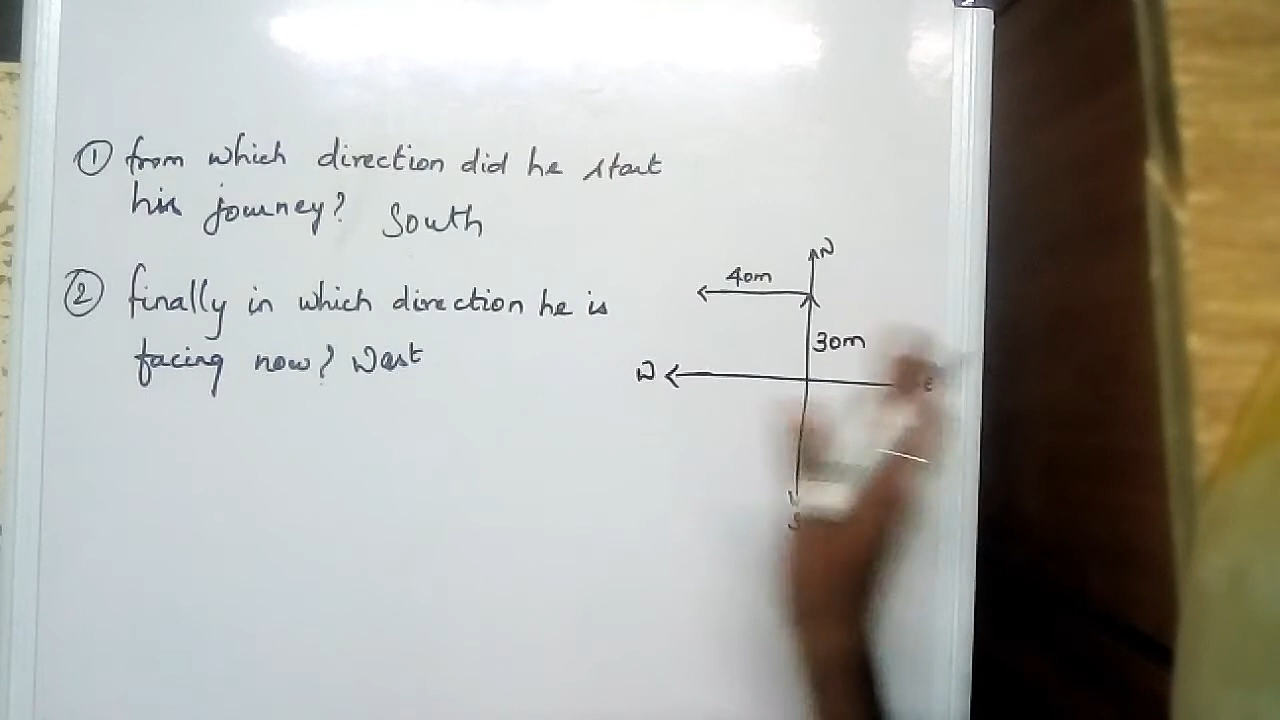 ① from which direction did he start
his journey? South
② finally in which direction he is
facing now? West
N
40m
30m
W
E
S